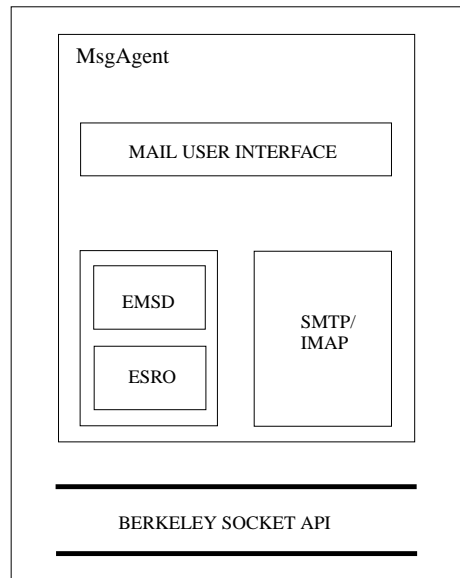 MsgAgent
MAIL USER INTERFACE
EMSD
ESRO
SMTP/
IMAP
BERKELEY SOCKET API